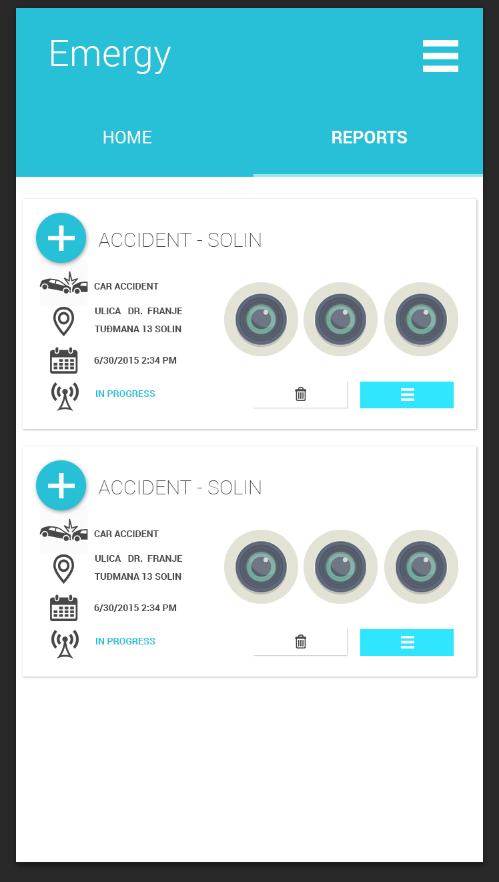 Emergy
HOME
REPORTS
ACCIDENT - SOLIN
CAR ACCIDENT
ULICA DR. FRANJE
TUĐMANA 13 SOLIN
6/30/2015 2:34 PM
IN PROGRESS
ACCIDENT - SOLIN
CAR ACCIDENT
ULICA DR. FRANJE
TUĐMANA 13 SOLIN
6/30/2015 2:34 PM
IN PROGRESS